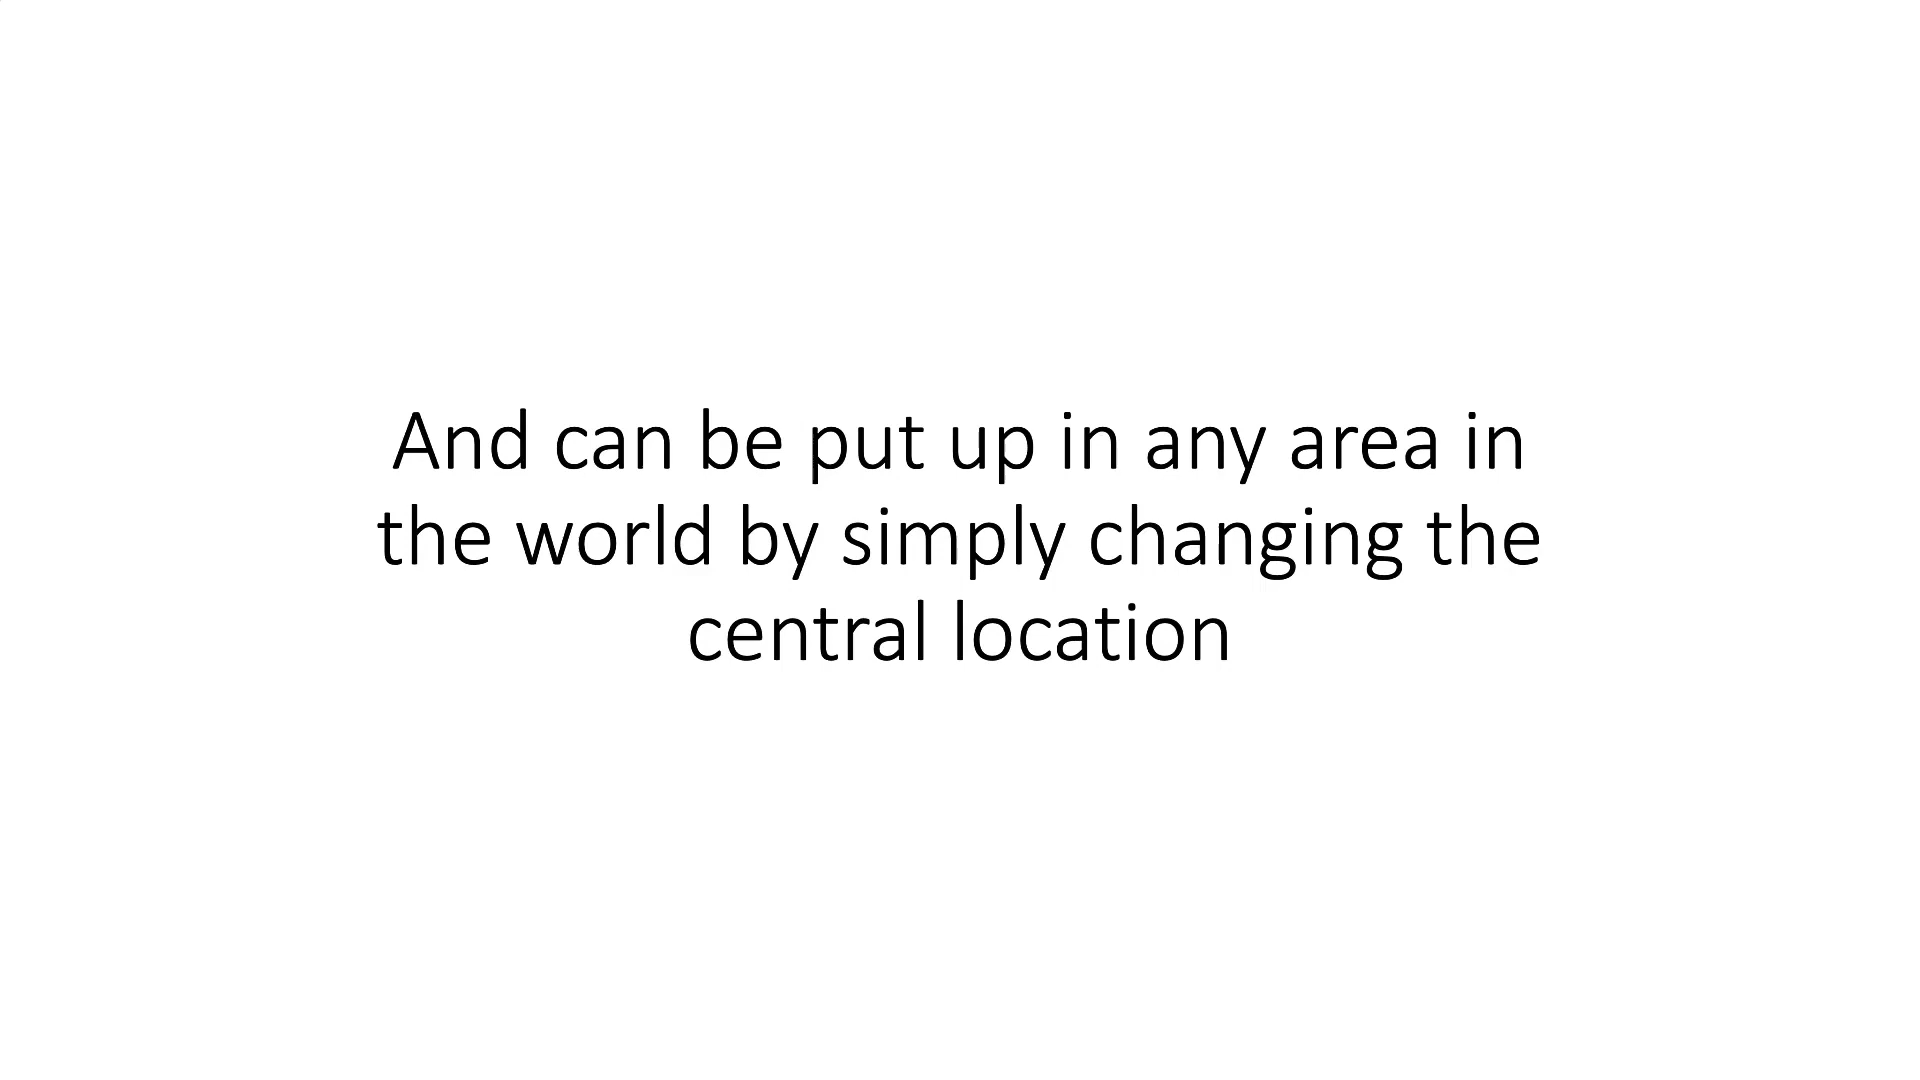 And can be put up in any area in
the world by simply changing the
central location